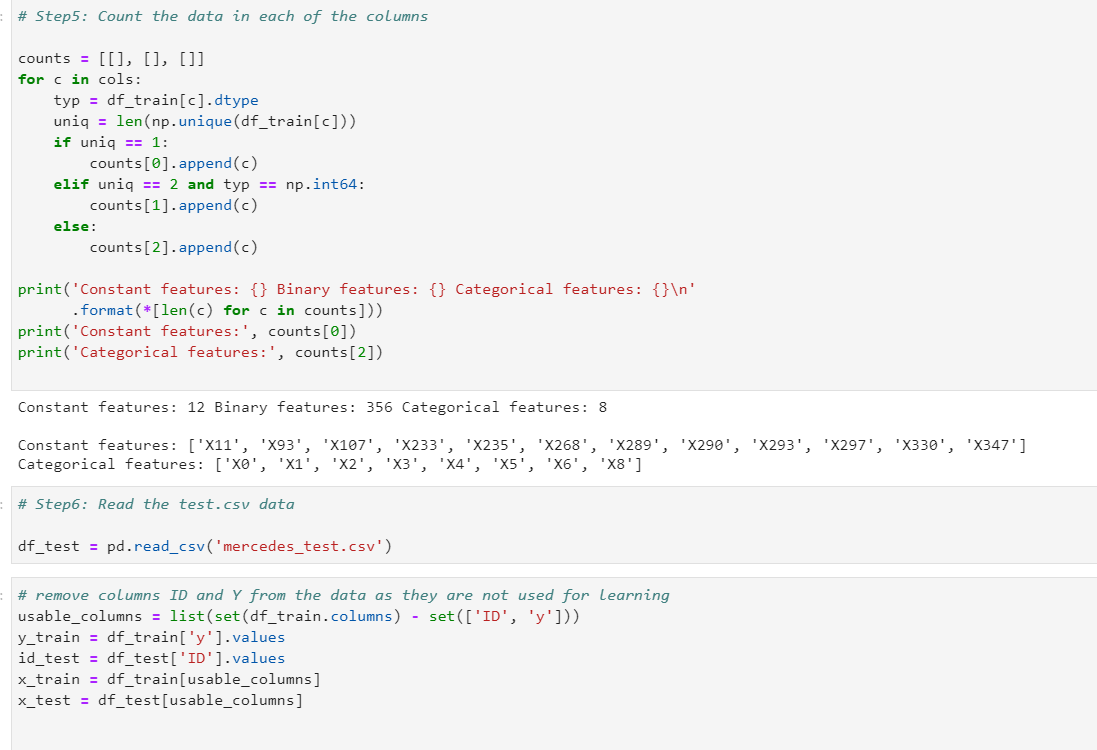 # Step5: Count the data in each of the columns
counts = [[], [], []]
for c in cols:
    typ = df_train[c].dtype
    uniq = len(np.unique(df_train[c]))
    if uniq == 1:
        counts[0].append(c)
    elif uniq == 2 and typ == np.int64:
        counts[1].append(c)
    else:
        counts[2].append(c)
print('Constant features: {} Binary features: {} Categorical features: {}\n'
      .format(*[len(c) for c in counts]))
print('Constant features:', counts[0])
print('Categorical features:', counts[2])
Constant features: 12 Binary features: 356 Categorical features: 8
Constant features: ['X11', 'X93', 'X107', 'X233', 'X235', 'X268', 'X289', 'X290', 'X293', 'X297', 'X330', 'X347']
Categorical features: ['X0', 'X1', 'X2', 'X3', 'X4', 'X5', 'X6', 'X8']
# Step6: Read the test.csv data
df_test = pd.read_csv('mercedes_test.csv')
# remove columns ID and Y from the data as they are not used for learning
usable_columns = list(set(df_train.columns) - set(['ID', 'y']))
y_train = df_train['y'].values
id_test = df_test['ID'].values
x_train = df_train[usable_columns]
x_test = df_test[usable_columns]